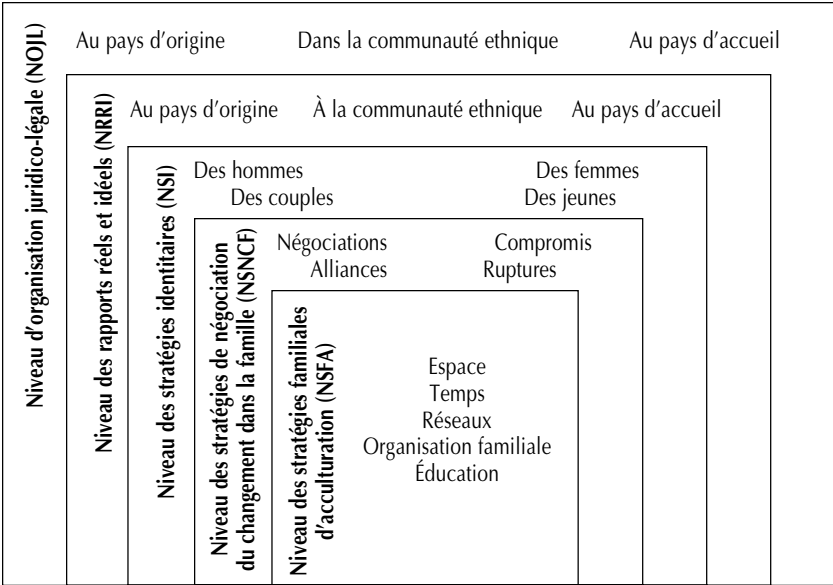 Niveau d'organisation juridico-légale (NOJL)
Au pays d'origine Dans la communauté ethnique Au pays d'accueil
Niveau des rapports réels et idéels (NRRI)
Au pays d'origine À la communauté ethnique Au pays d'accueil
Niveau des stratégies identitaires (NSI)
Des hommes Des femmes
Des couples Des jeunes
Niveau des stratégies de négociation
du changement dans la famille (NSNCF)
Négociations Compromis
Alliances Ruptures
Niveau des stratégies familiales
d'acculturation (NSFA)
Espace
Temps
Réseaux
Organisation familiale
Éducation